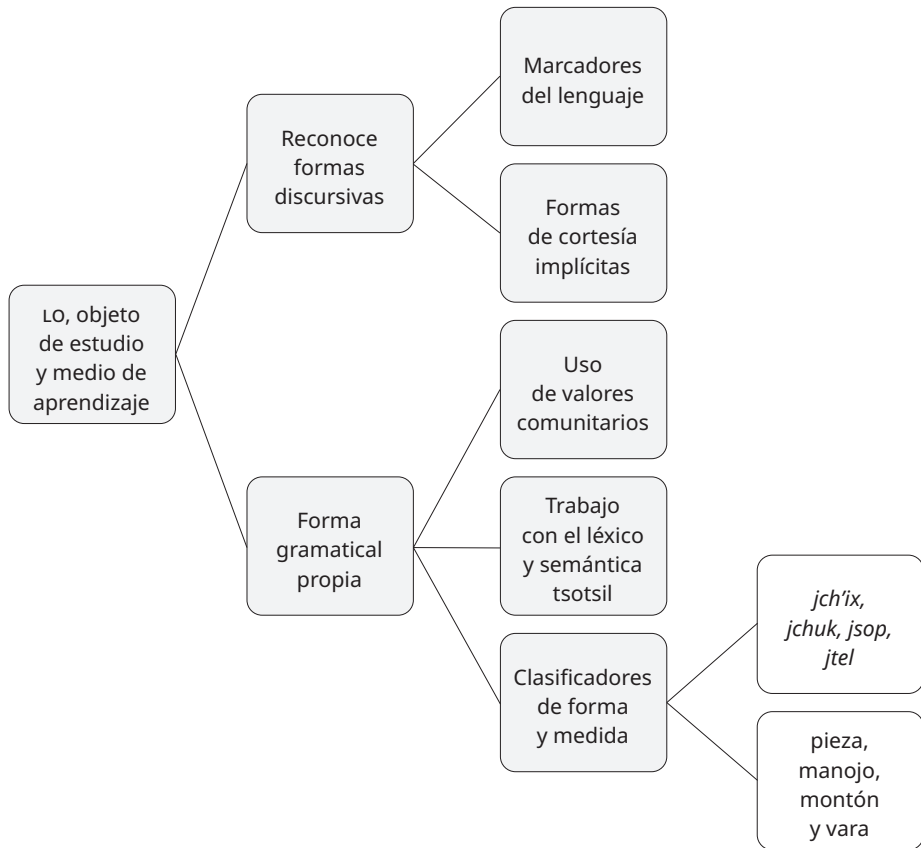 LO, objeto
de estudio
y medio de
aprendizaje
Reconoce
formas
discursivas
Marcadores
del lenguaje
Formas
de cortesía
implícitas
Forma
gramatical
propia
Uso
de valores
comunitarios
Trabajo
con el léxico
y semántica
tsotsil
Clasificadores
de forma
y medida
jch’ix,
jchuk, jsop,
jtel
pieza,
manojo,
montón
y vara